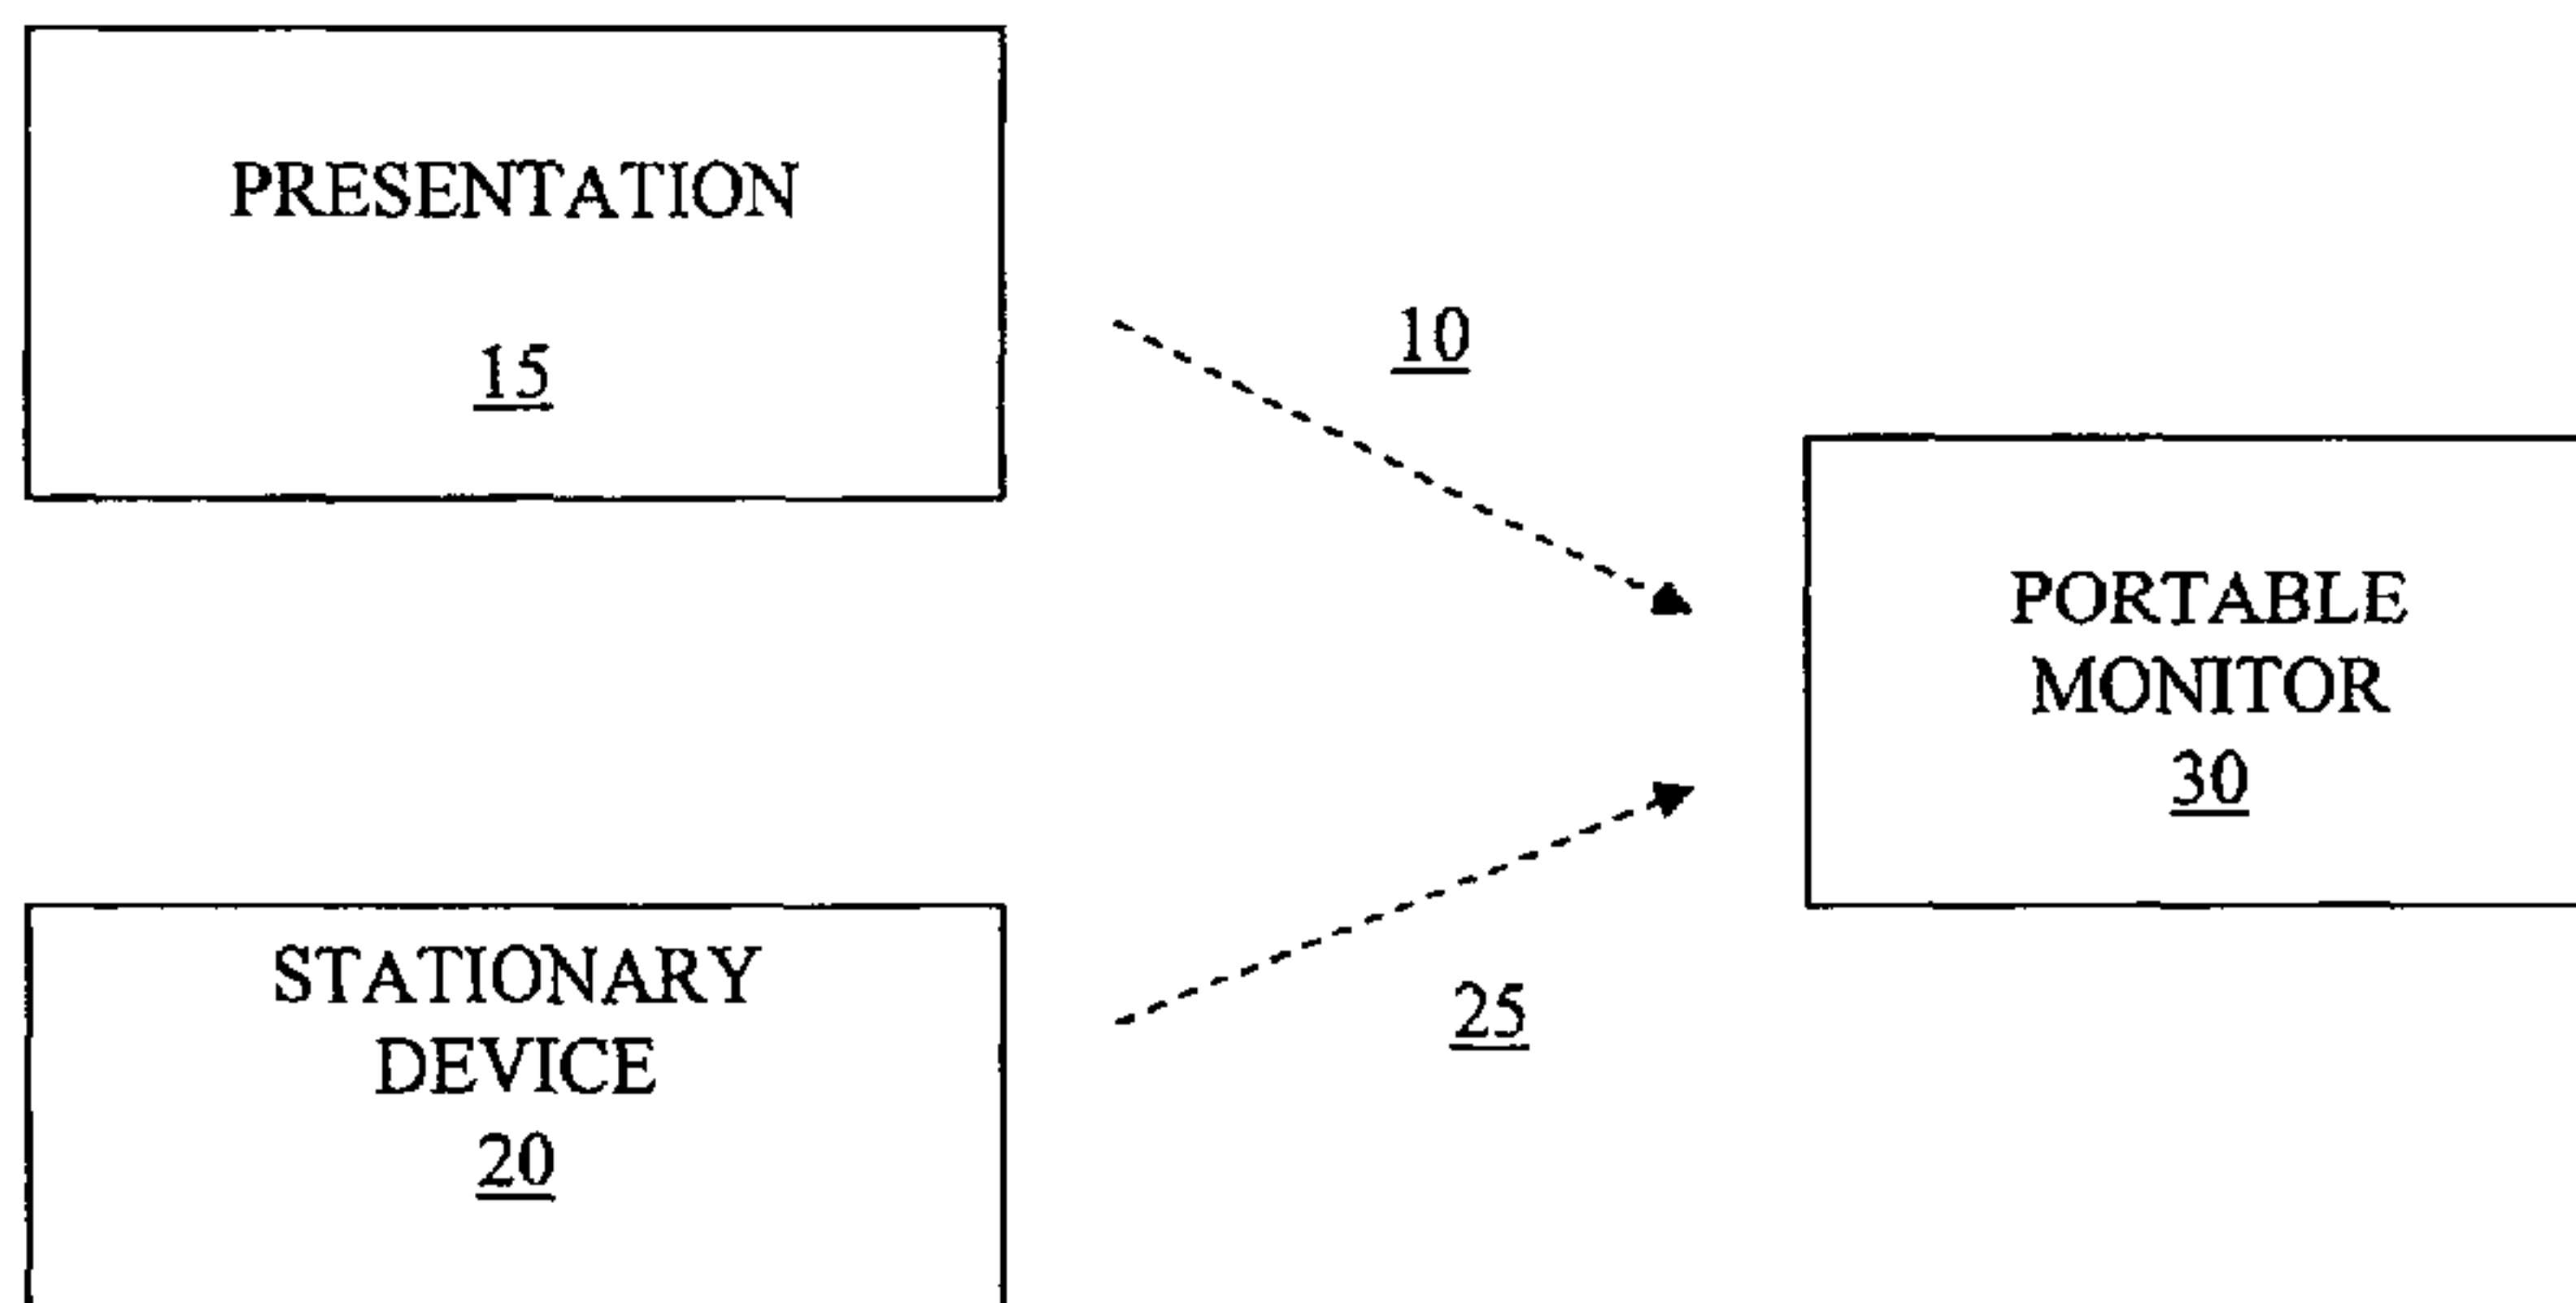 PRESENTATION
15
10
PORTABLE
MONITOR
30
STATIONARY
DEVICE
20
25